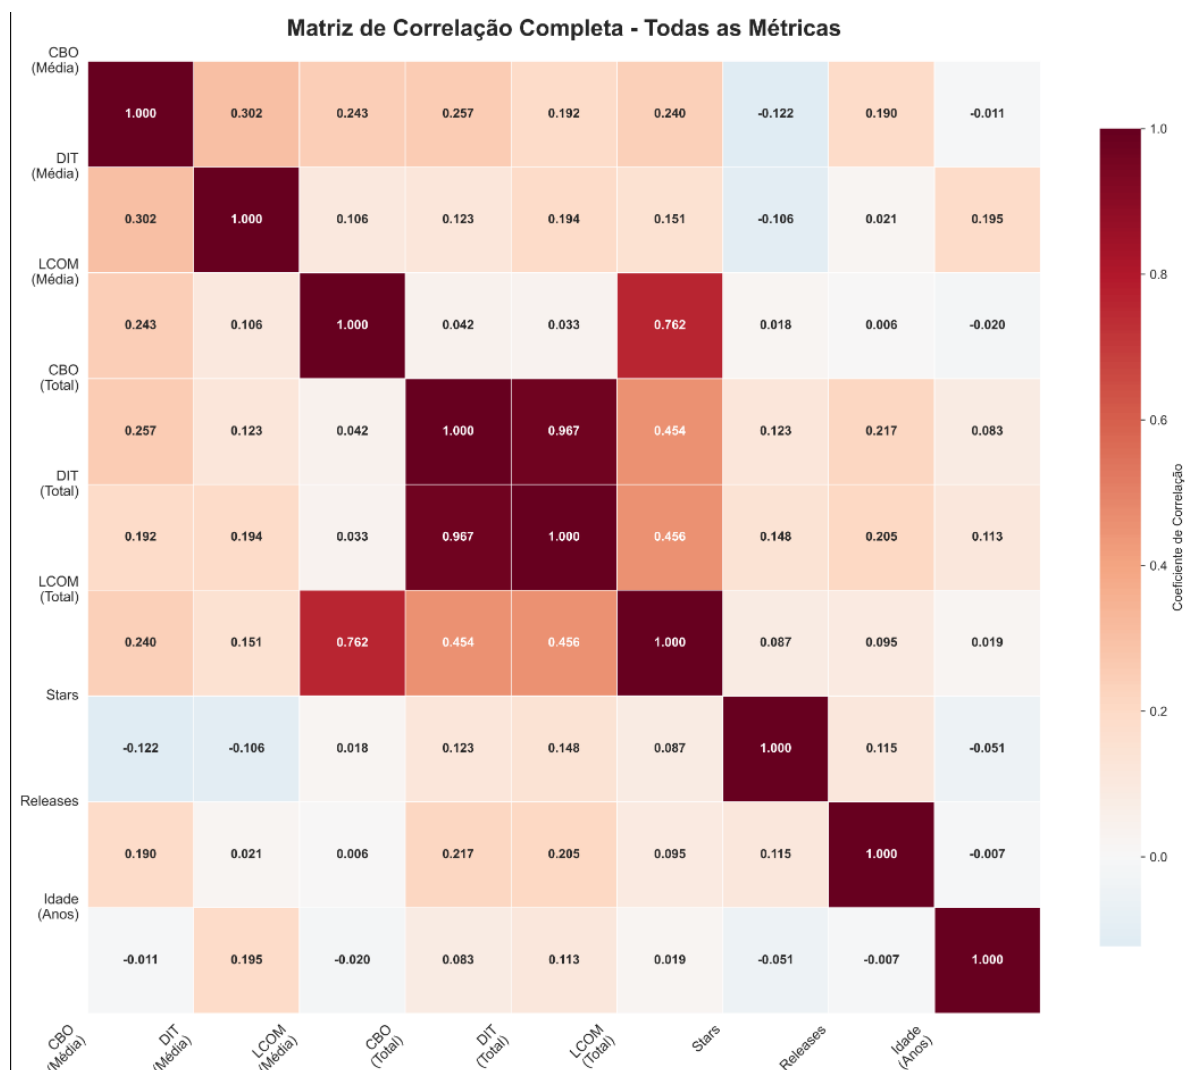 Matriz de Correlação Completa - Todas as Métricas
CBO
(Média)
1.000 0.302 0.243 0.257 0.192 0.240 -0.122 0.190 -0.011
DIT
(Média)
0.302 1.000 0.106 0.123 0.194 0.151 -0.106 0.021 0.195
LCOM
(Média)
0.243 0.106 1.000 0.042 0.033 0.762 0.018 0.006 -0.020
CBO
(Total)
0.257 0.123 0.042 1.000 0.967 0.454 0.123 0.217 0.083
DIT
(Total)
0.192 0.194 0.033 0.967 1.000 0.456 0.148 0.205 0.113
LCOM
(Total)
0.240 0.151 0.762 0.454 0.456 1.000 0.087 0.095 0.019
Stars
-0.122 -0.106 0.018 0.123 0.148 0.087 1.000 0.115 -0.051
Releases
0.190 0.021 0.006 0.217 0.205 0.095 0.115 1.000 -0.007
Idade
(Anos)
-0.011 0.195 -0.020 0.083 0.113 0.019 -0.051 -0.007 1.000
CBO
(Média)
DIT
(Média)
LCOM
(Média)
CBO
(Total)
DIT
(Total)
LCOM
(Total)
Stars
Releases
Idade
(Anos)
1.0
0.8
0.6
0.4
0.2
0.0
Coeficiente de Correlação